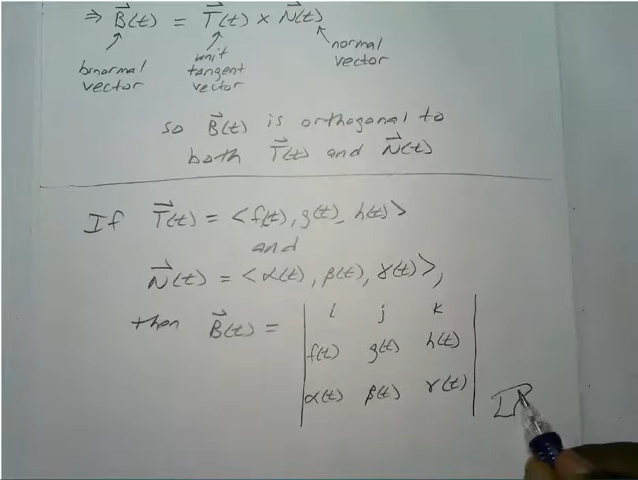 ⇒ B⃗(t) = T⃗(t) × N⃗(t)
binormal vector
unit tangent vector
normal vector
so B⃗(t) is orthogonal to
both T⃗(t) and N⃗(t)
If T⃗(t) = <f(t), g(t), h(t)>
and
N⃗(t) = <α(t), β(t), γ(t)>,
then B⃗(t) =
i j k
f(t) g(t) h(t)
α(t) β(t) γ(t)